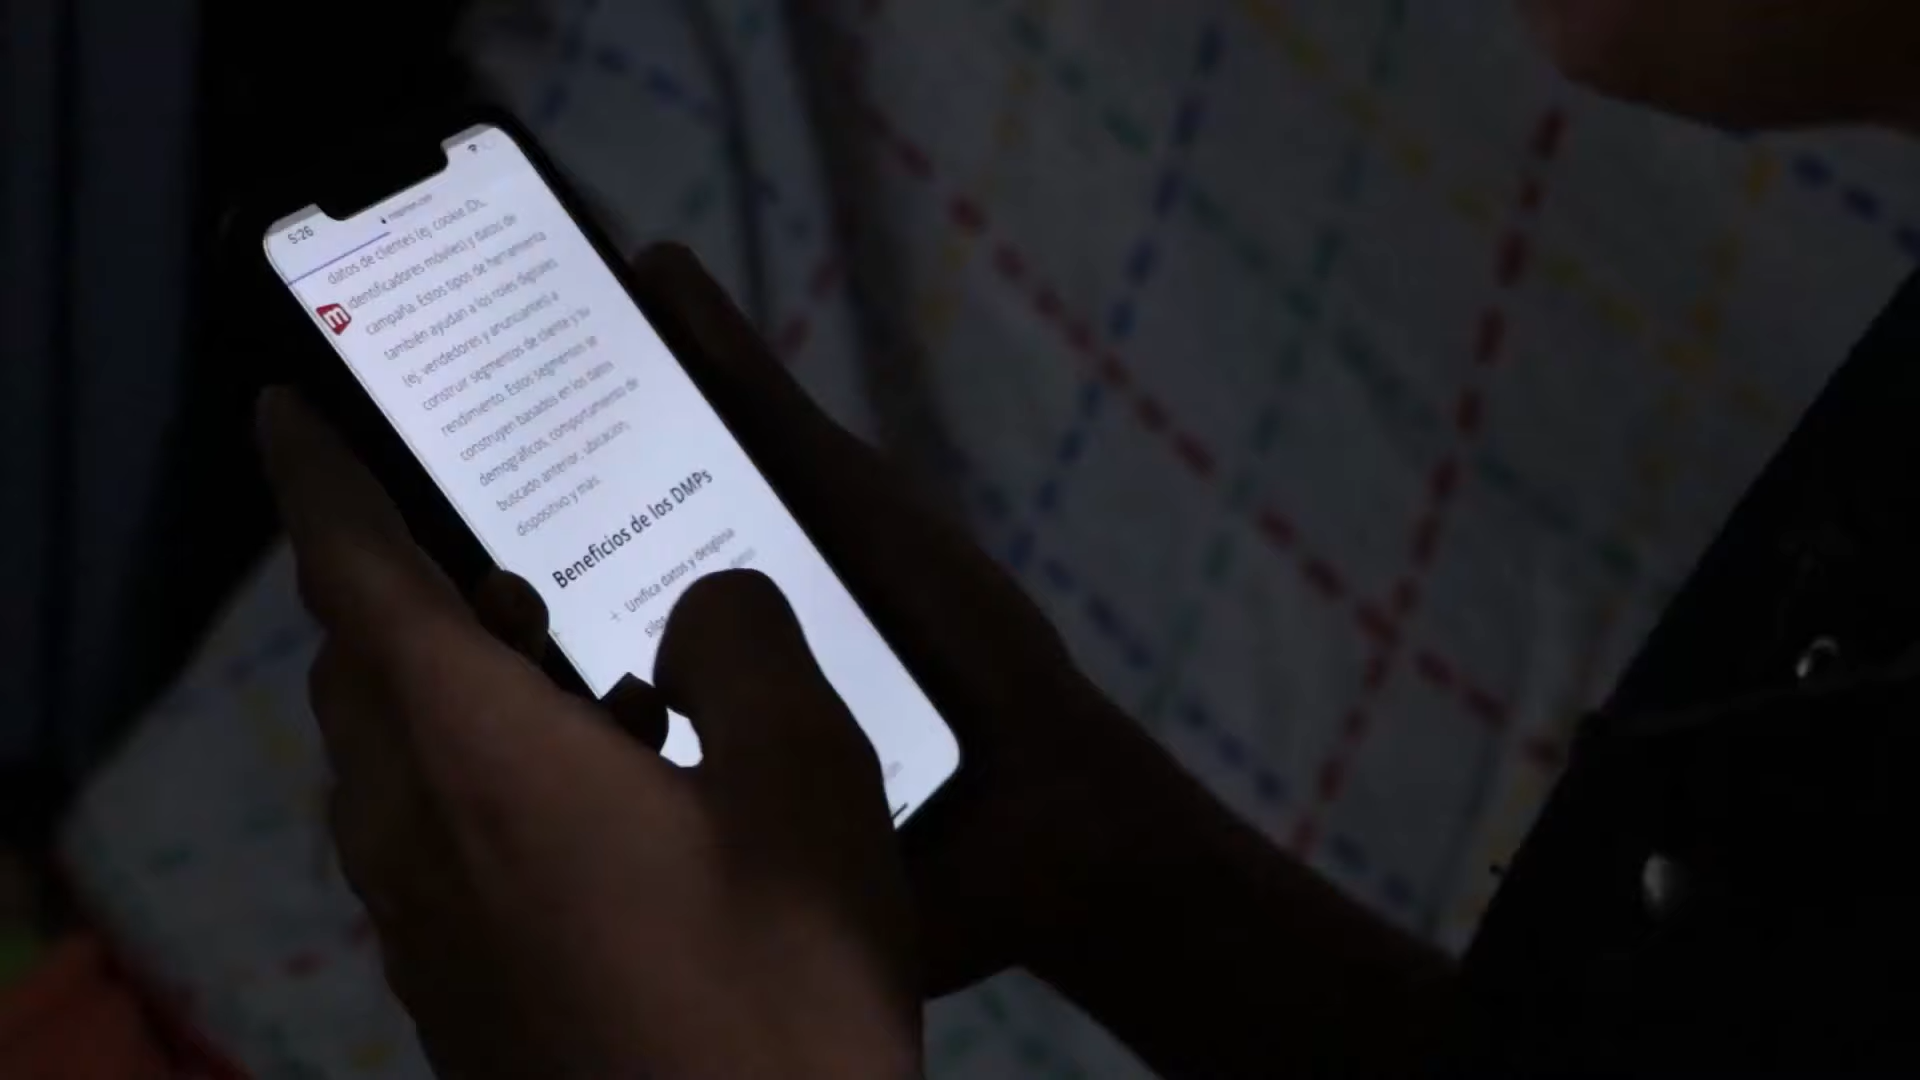 5:26
datos de clientes (ej. cookie IDs,
identificadores móviles) y datos de
campaña. Estos tipos de herramienta
también ayudan a los roles digitales
(ej. vendedores y anunciantes) a
construir segmentos de cliente y su
rendimiento. Estos segmentos se
construyen basados en los datos
demográficos, comportamiento de
buscado anterior, ubicación,
dispositivo y más.
m
Beneficios de los DMPs
+ Unifica datos y desglosa